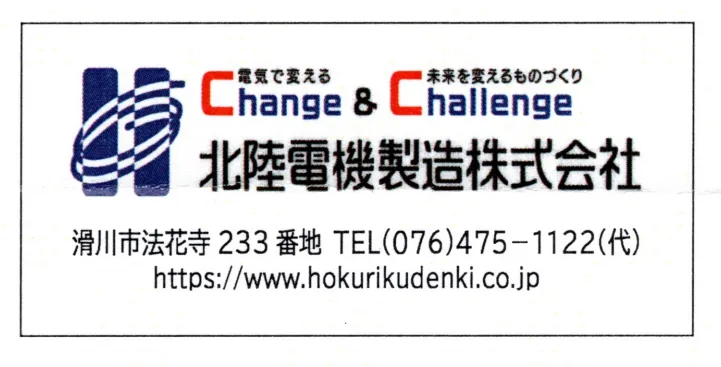 電気で変える 未来を変えるものづくり
Change & Challenge
北陸電機製造株式会社
滑川市法花寺 233 番地 TEL(076)475-1122(代)
https://www.hokurikudenki.co.jp